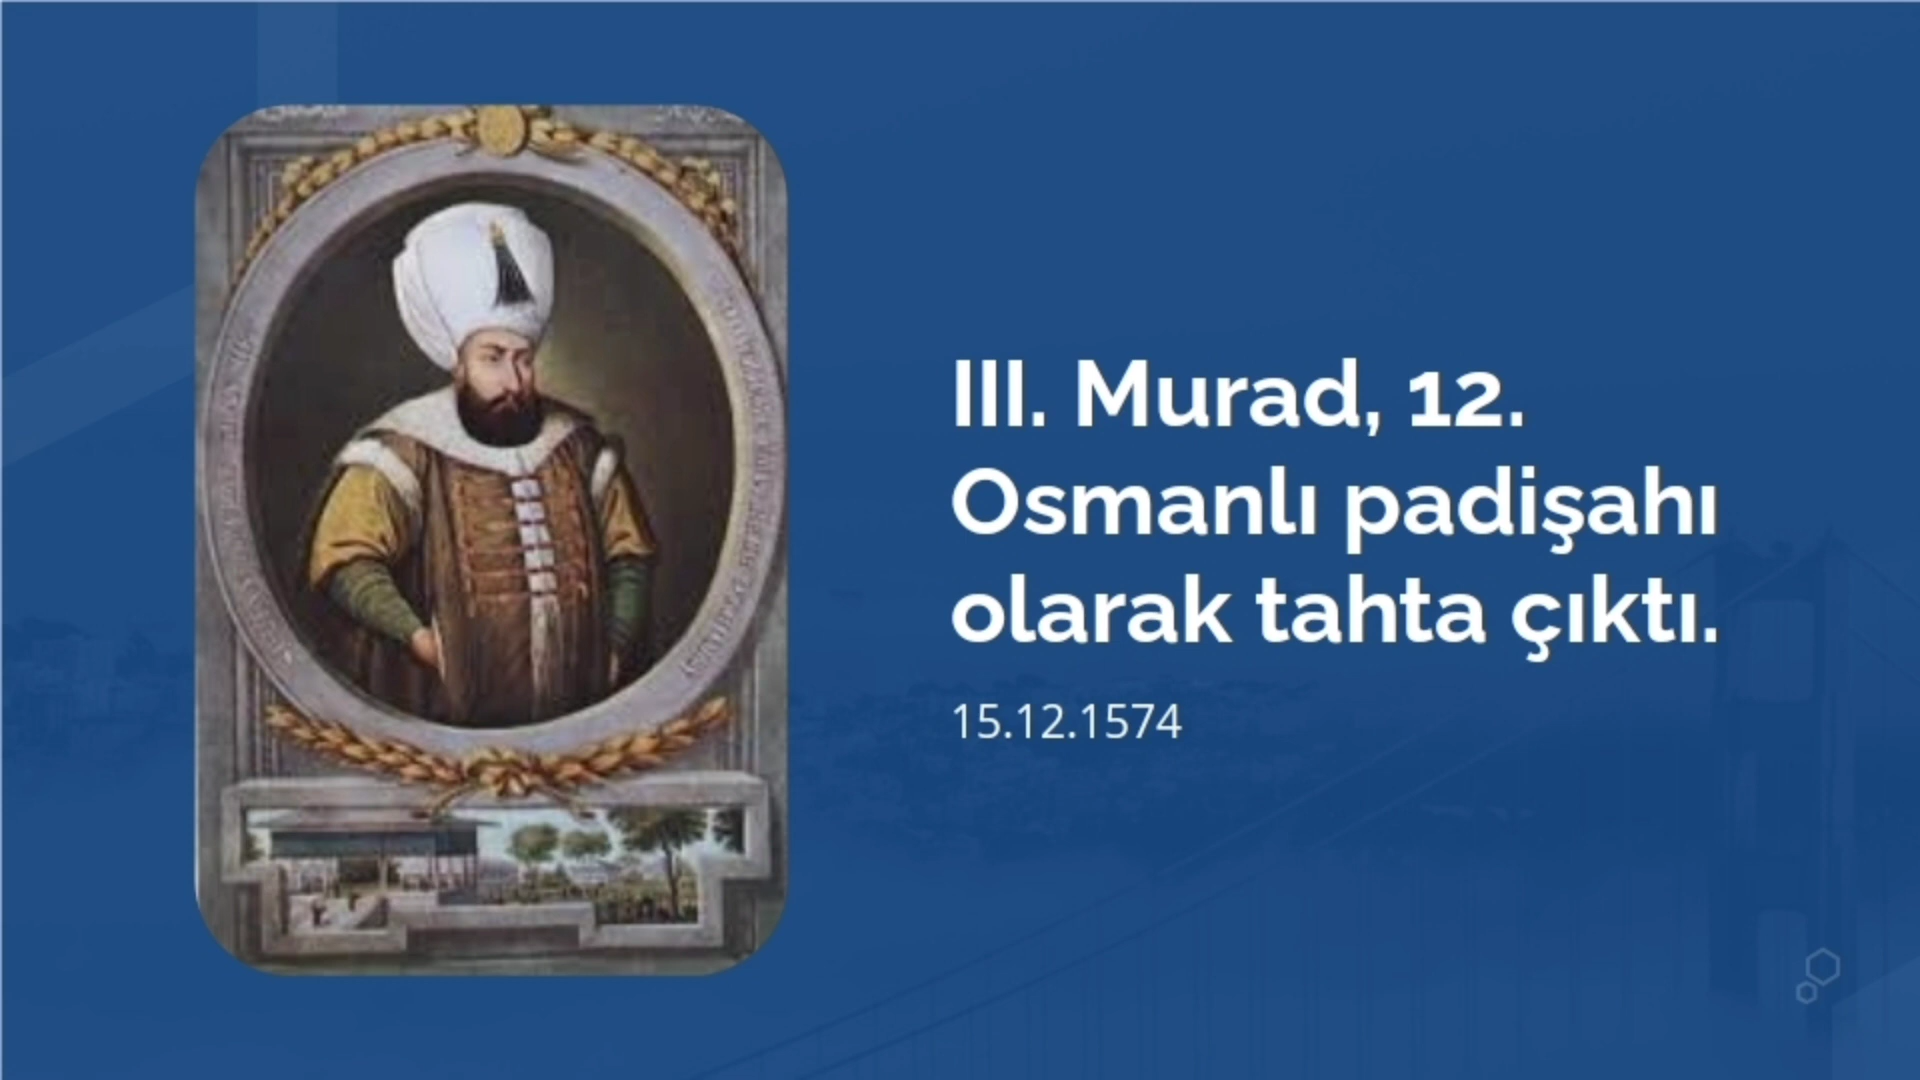 III. Murad, 12.
Osmanlı padişahı
olarak tahta çıktı.
15.12.1574